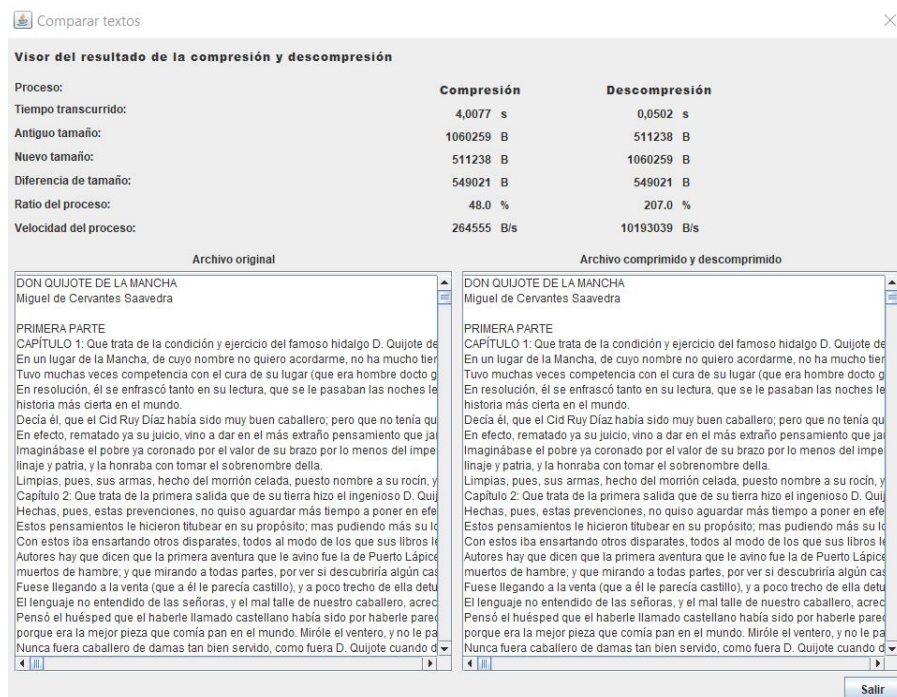 Comparar textos
Visor del resultado de la compresión y descompresión
Proceso: Compresión Descompresión
Tiempo transcurrido: 4,0077 s 0,0502 s
Antiguo tamaño: 1060259 B 511238 B
Nuevo tamaño: 511238 B 1060259 B
Diferencia de tamaño: 549021 B 549021 B
Ratio del proceso: 48.0 % 207.0 %
Velocidad del proceso: 264555 B/s 10193039 B/s
Archivo original
DON QUIJOTE DE LA MANCHA
Miguel de Cervantes Saavedra
PRIMERA PARTE
CAPÍTULO 1: Que trata de la condición y ejercicio del famoso hidalgo D. Quijote de
En un lugar de la Mancha, de cuyo nombre no quiero acordarme, no ha mucho tier
Tuvo muchas veces competencia con el cura de su lugar (que era hombre docto g
En resolución, él se enfrascó tanto en su lectura, que se le pasaban las noches le
historia más cierta en el mundo.
Decía él, que el Cid Ruy Díaz había sido muy buen caballero; pero que no tenía qu
En efecto, rematado ya su juicio, vino a dar en el más extraño pensamiento que jar
Imaginábase el pobre ya coronado por el valor de su brazo por lo menos del impe
linaje y patria, y la honraba con tomar el sobrenombre della.
Limpias, pues, sus armas, hecho del morrión celada, puesto nombre a su rocín, y
Capítulo 2: Que trata de la primera salida que de su tierra hizo el ingenioso D. Quij
Hechas, pues, estas prevenciones, no quiso aguardar más tiempo a poner en efe
Estos pensamientos le hicieron titubear en su propósito; mas pudiendo más su lo
Con estos iba ensartando otros disparates, todos al modo de los que sus libros le
Autores hay que dicen que la primera aventura que le avino fue la de Puerto Lápice
muertos de hambre; y que mirando a todas partes, por ver si descubriría algún cas
Fuese llegando a la venta (que a él le parecía castillo), y a poco trecho de ella detu
El lenguaje no entendido de las señoras, y el mal talle de nuestro caballero, acrec
Pensó el huésped que el haberle llamado castellano había sido por haberle parec
porque era la mejor pieza que comía pan en el mundo. Miróle el ventero, y no le pa
Nunca fuera caballero de damas tan bien servido, como fuera D. Quijote cuando d
Archivo comprimido y descomprimido
DON QUIJOTE DE LA MANCHA
Miguel de Cervantes Saavedra
PRIMERA PARTE
CAPÍTULO 1: Que trata de la condición y ejercicio del famoso hidalgo D. Quijote de
En un lugar de la Mancha, de cuyo nombre no quiero acordarme, no ha mucho tier
Tuvo muchas veces competencia con el cura de su lugar (que era hombre docto g
En resolución, él se enfrascó tanto en su lectura, que se le pasaban las noches le
historia más cierta en el mundo.
Decía él, que el Cid Ruy Díaz había sido muy buen caballero; pero que no tenía qu
En efecto, rematado ya su juicio, vino a dar en el más extraño pensamiento que jar
Imaginábase el pobre ya coronado por el valor de su brazo por lo menos del impe
linaje y patria, y la honraba con tomar el sobrenombre della.
Limpias, pues, sus armas, hecho del morrión celada, puesto nombre a su rocín, y
Capítulo 2: Que trata de la primera salida que de su tierra hizo el ingenioso D. Quij
Hechas, pues, estas prevenciones, no quiso aguardar más tiempo a poner en efe
Estos pensamientos le hicieron titubear en su propósito; mas pudiendo más su lo
Con estos iba ensartando otros disparates, todos al modo de los que sus libros le
Autores hay que dicen que la primera aventura que le avino fue la de Puerto Lápice
muertos de hambre; y que mirando a todas partes, por ver si descubriría algún cas
Fuese llegando a la venta (que a él le parecía castillo), y a poco trecho de ella detu
El lenguaje no entendido de las señoras, y el mal talle de nuestro caballero, acrec
Pensó el huésped que el haberle llamado castellano había sido por haberle parec
porque era la mejor pieza que comía pan en el mundo. Miróle el ventero, y no le pa
Nunca fuera caballero de damas tan bien servido, como fuera D. Quijote cuando d
Salir